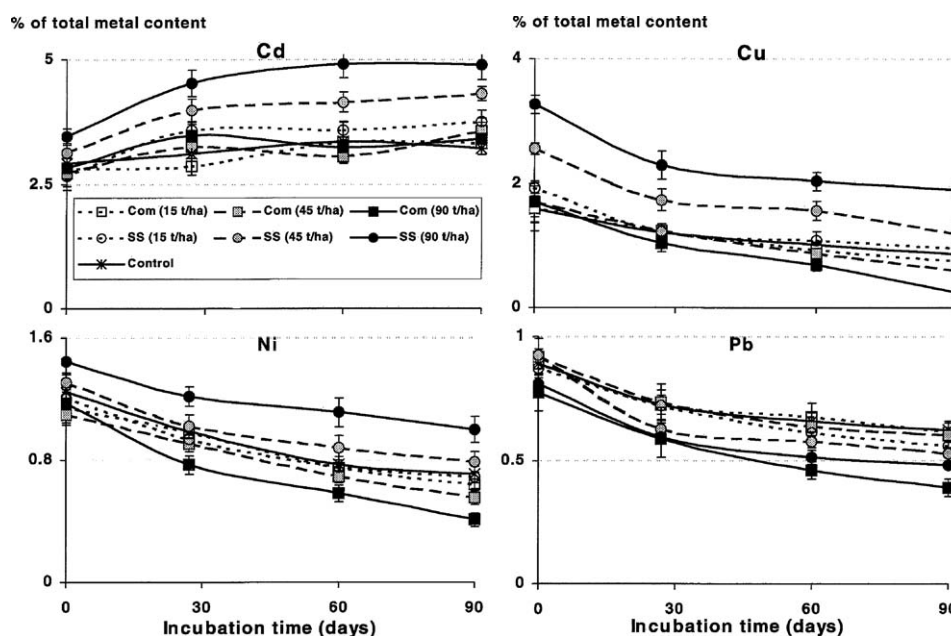 % of total metal content
% of total metal content
Cd
5
2.5
0
Com (15 t/ha) Com (45 t/ha) Com (90 t/ha)
SS (15 t/ha) SS (45 t/ha) SS (90 t/ha)
Control
Cu
4
2
0
Ni
1.6
0.8
0
0 30 60 90
Incubation time (days)
Pb
1
0.5
0
0 30 60 90
Incubation time (days)